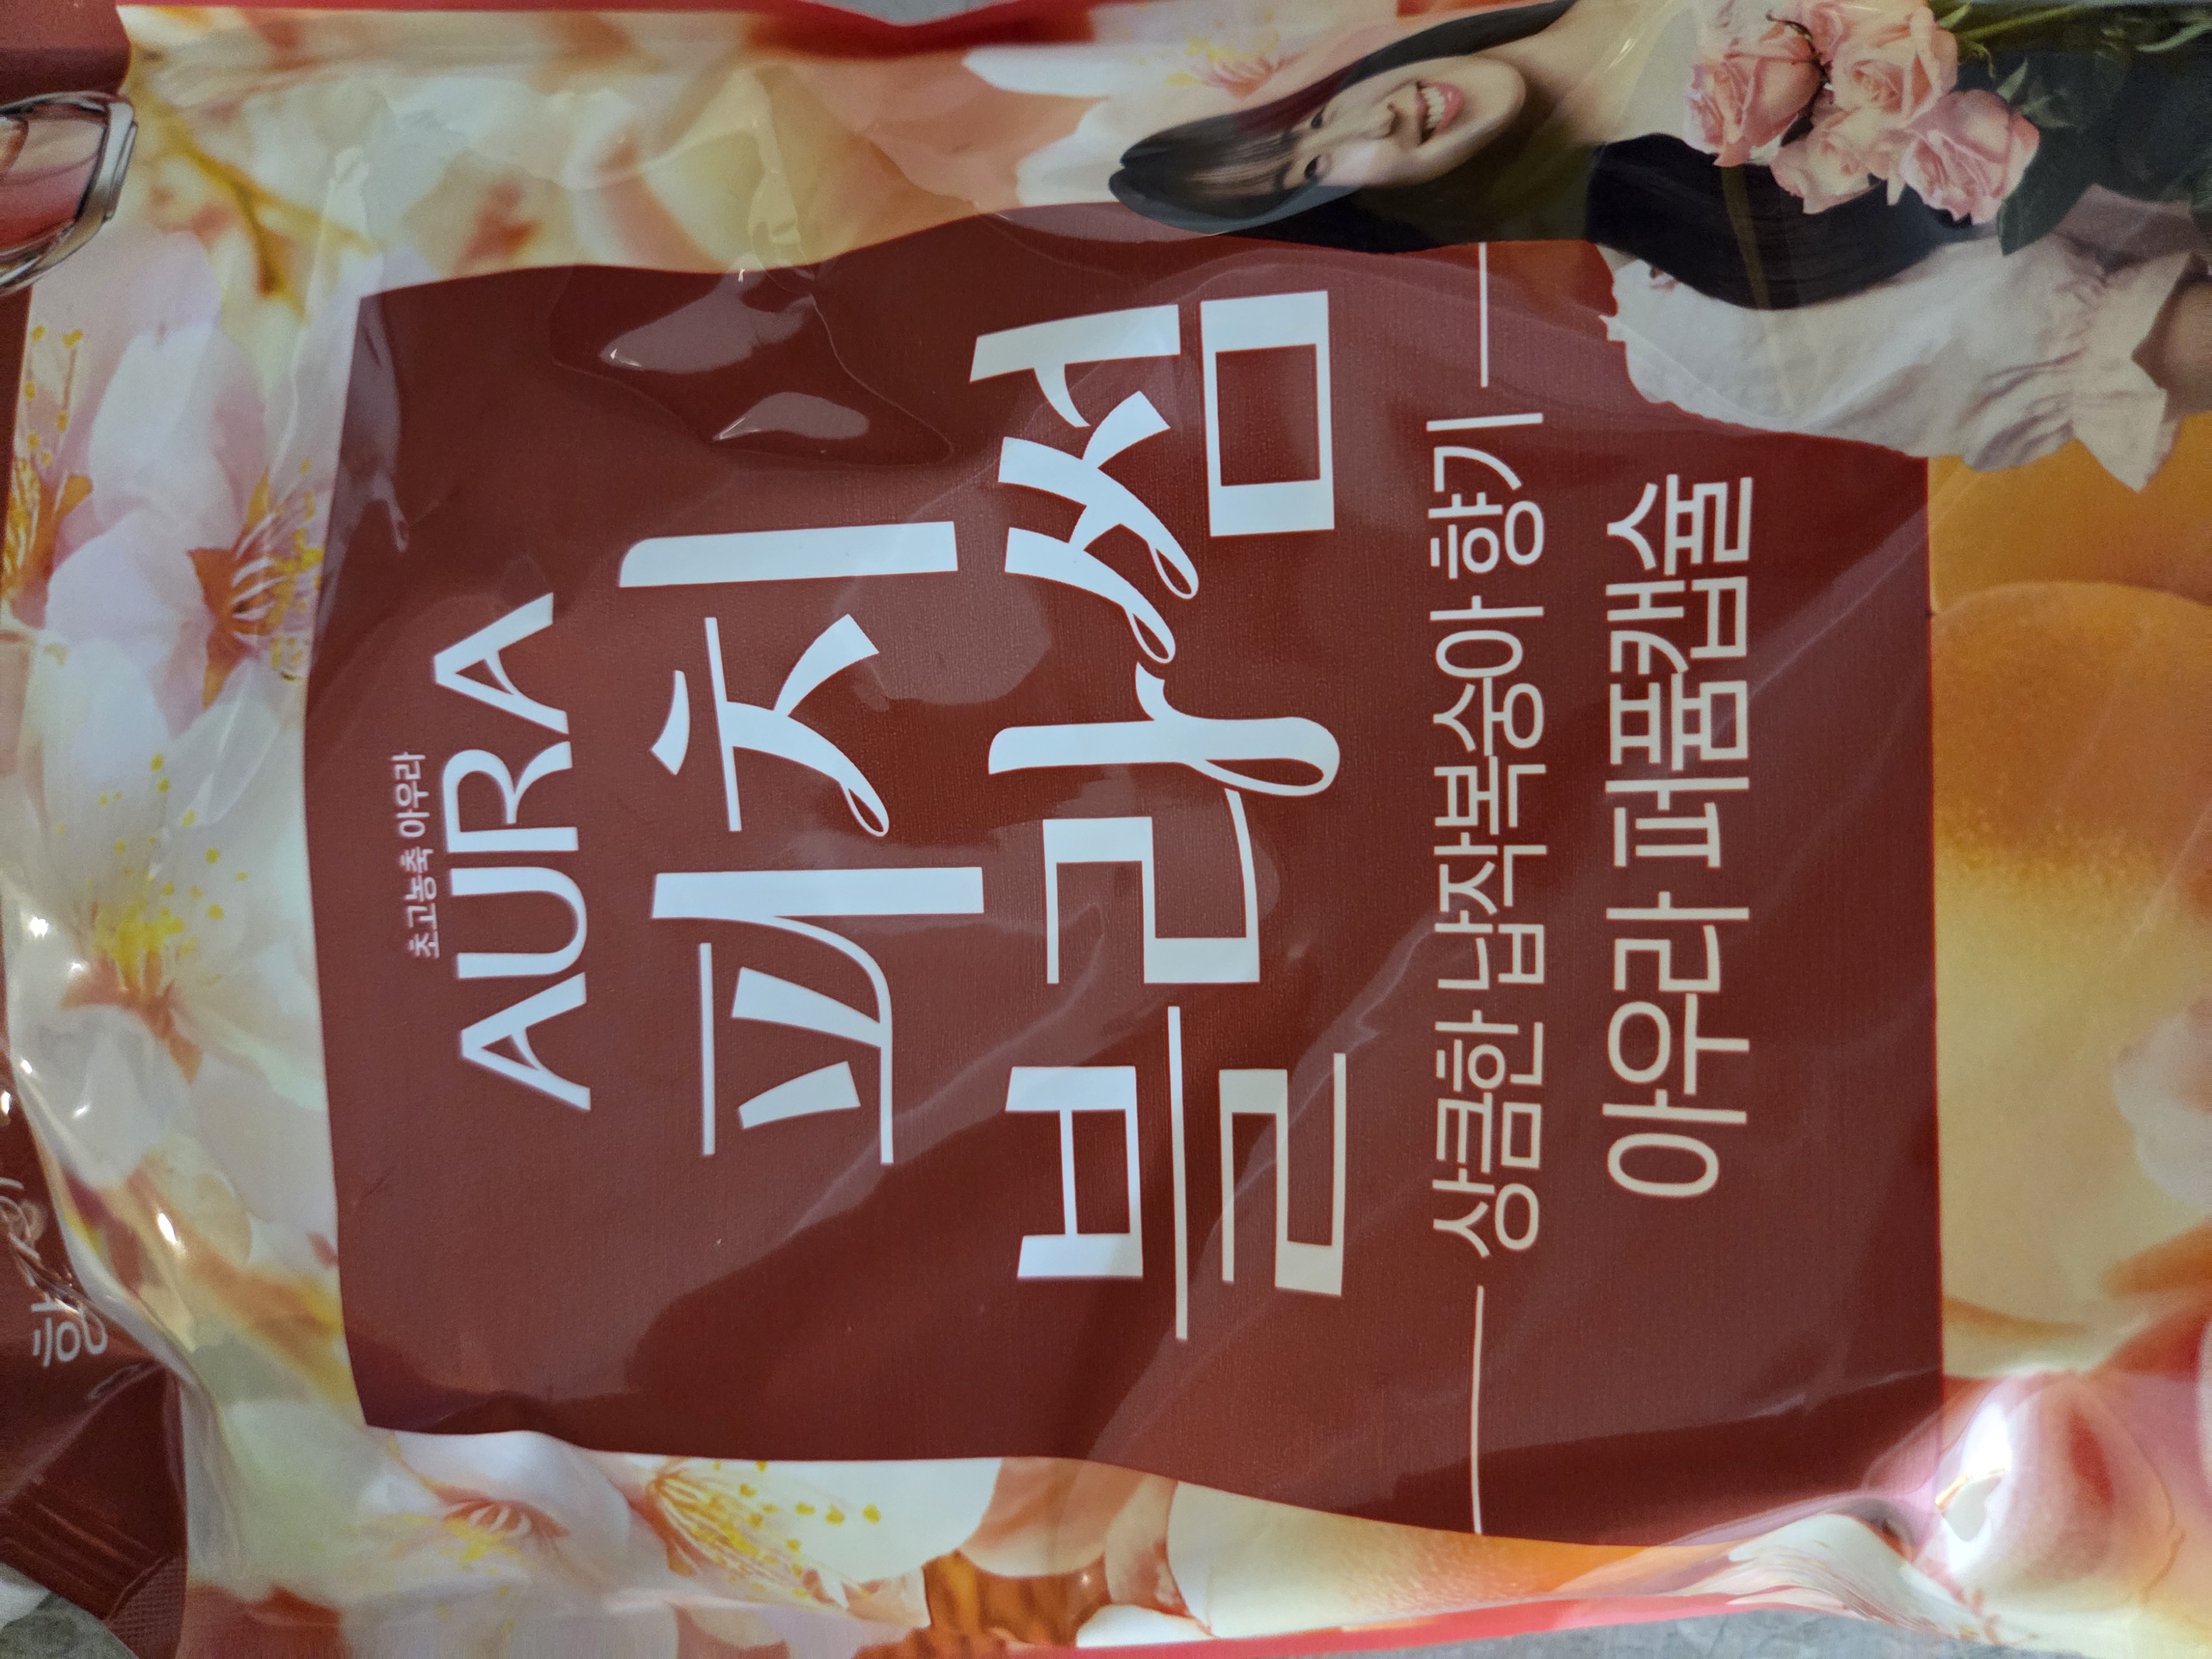 초고농축 아우라
AURA
피치
블라썸
상큼한 납작복숭아 향기
아우라 퍼퓸캡슐
향